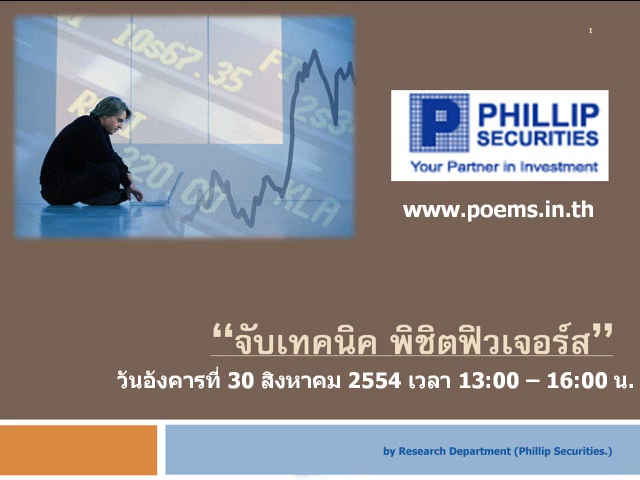 1
10s67.35
PHILLIP
SECURITIES
Your Partner in Investment
www.poems.in.th
“จับเทคนิค พิชิตฟิวเจอร์ส”
วันอังคารที่ 30 สิงหาคม 2554 เวลา 13:00 – 16:00 น.
by Research Department (Phillip Securities.)